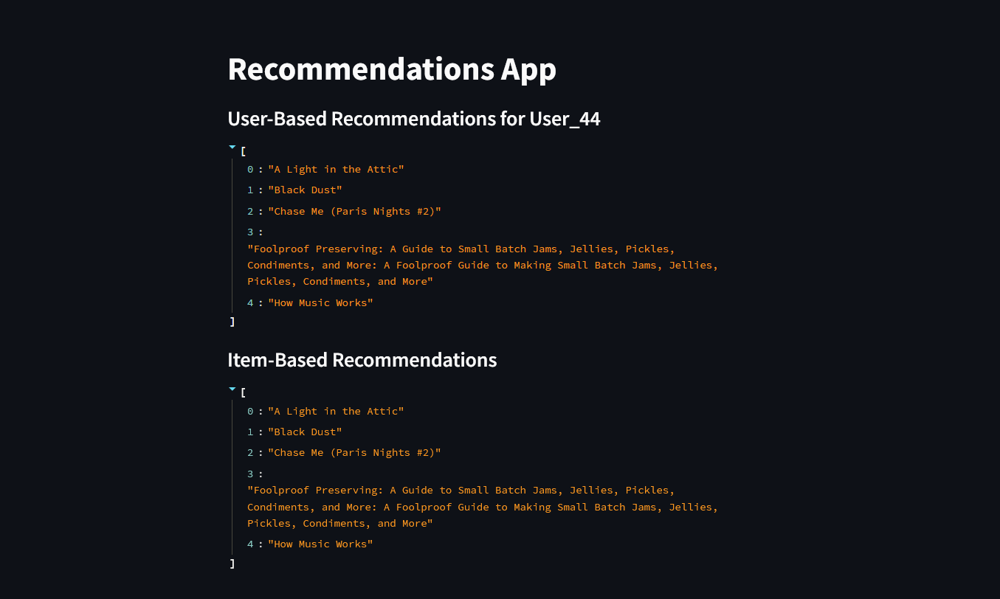 Recommendations App
User-Based Recommendations for User_44
[
0 : "A Light in the Attic"
1 : "Black Dust"
2 : "Chase Me (Paris Nights #2)"
3 :
"Foolproof Preserving: A Guide to Small Batch Jams, Jellies, Pickles,
Condiments, and More: A Foolproof Guide to Making Small Batch Jams, Jellies,
Pickles, Condiments, and More"
4 : "How Music Works"
]
Item-Based Recommendations
[
0 : "A Light in the Attic"
1 : "Black Dust"
2 : "Chase Me (Paris Nights #2)"
3 :
"Foolproof Preserving: A Guide to Small Batch Jams, Jellies, Pickles,
Condiments, and More: A Foolproof Guide to Making Small Batch Jams, Jellies,
Pickles, Condiments, and More"
4 : "How Music Works"
]